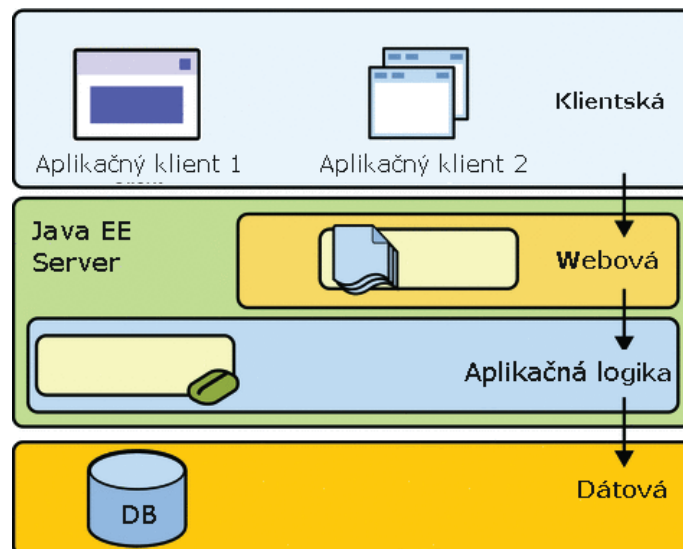 Klientská
Aplikačný klient 1
Aplikačný klient 2
Java EE
Server
Webová
Aplikačná logika
Dátová
DB